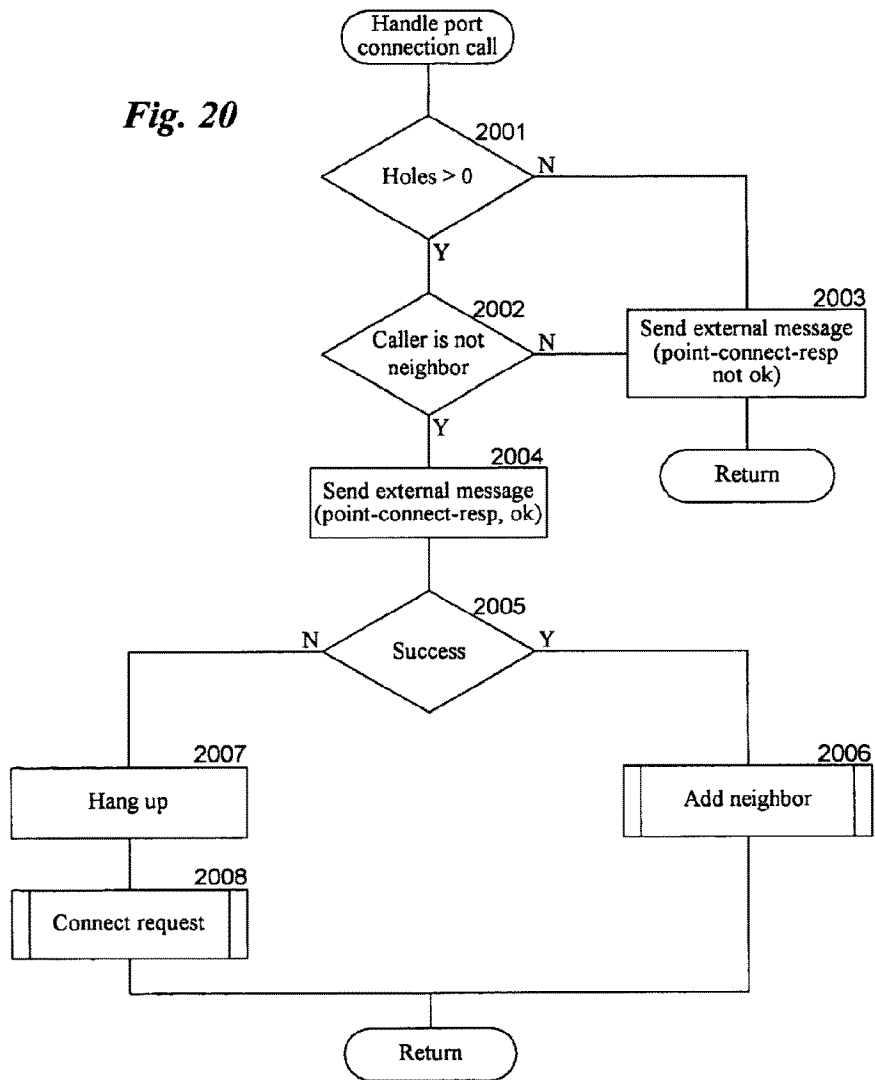 Handle port
connection call
Fig. 20
2001
Holes > 0
N
Y
2002
Caller is not
neighbor
N
Y
2003
Send external message
(point-connect-resp
not ok)
Return
2004
Send external message
(point-connect-resp, ok)
2005
Success
N
Y
2007
Hang up
2006
Add neighbor
2008
Connect request
Return